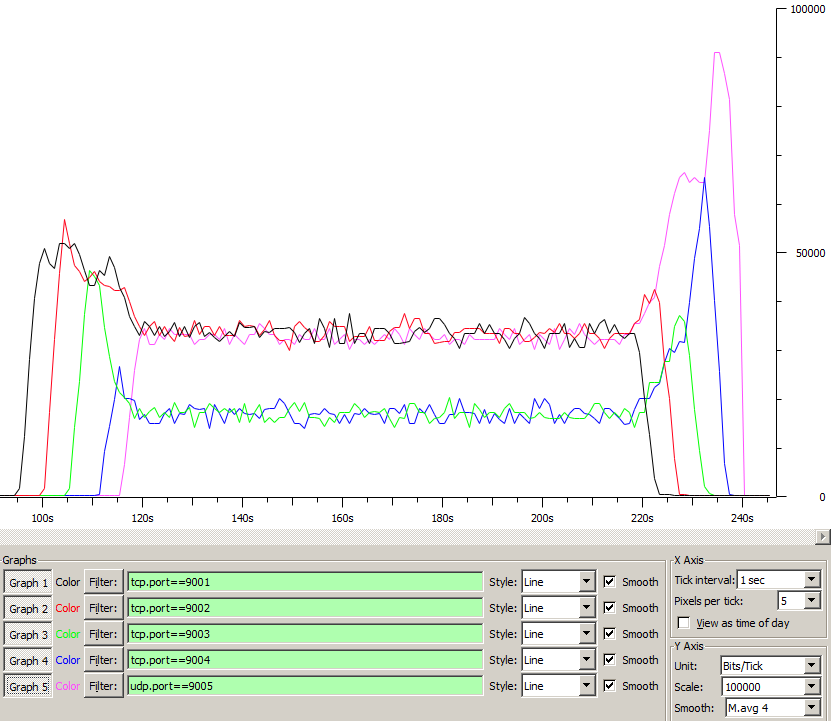 100000
50000
0
100s 120s 140s 160s 180s 200s 220s 240s
Graphs
Graph 1 Color Filter: tcp.port==9001 Style: Line Smooth
Graph 2 Color Filter: tcp.port==9002 Style: Line Smooth
Graph 3 Color Filter: tcp.port==9003 Style: Line Smooth
Graph 4 Color Filter: tcp.port==9004 Style: Line Smooth
Graph 5 Color Filter: udp.port==9005 Style: Line Smooth
X Axis
Tick interval: 1 sec
Pixels per tick: 5
View as time of day
Y Axis
Unit: Bits/Tick
Scale: 100000
Smooth: M.avg 4